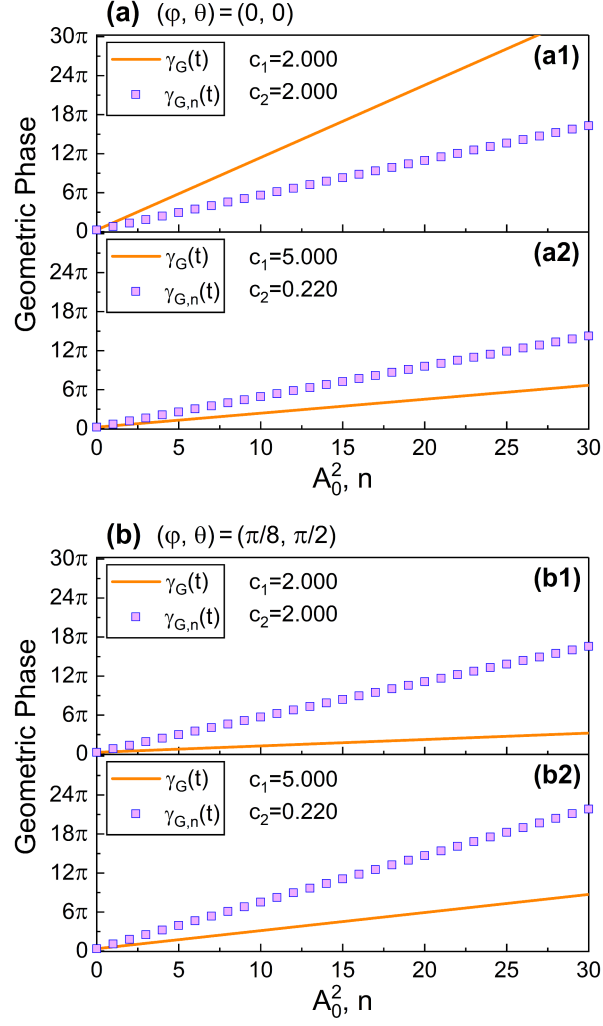 (a) (φ, θ) = (0, 0)
30π
24π
18π
12π
6π
0
γG(t) c1=2.000
γG,n(t) c2=2.000
(a1)
24π
18π
12π
6π
0
γG(t) c1=5.000
γG,n(t) c2=0.220
(a2)
Geometric Phase
0 5 10 15 20 25 30
A₀², n
(b) (φ, θ) = (π/8, π/2)
30π
24π
18π
12π
6π
0
γG(t) c1=2.000
γG,n(t) c2=2.000
(b1)
24π
18π
12π
6π
0
γG(t) c1=5.000
γG,n(t) c2=0.220
(b2)
Geometric Phase
0 5 10 15 20 25 30
A₀², n